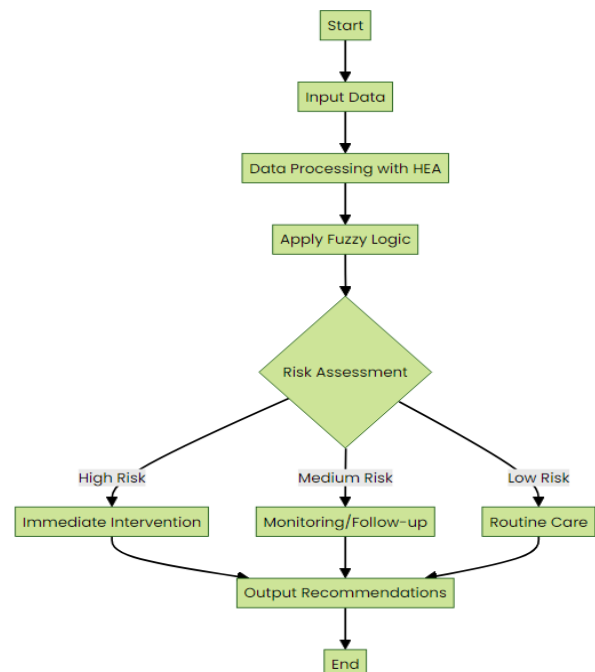 Start
Input Data
Data Processing with HEA
Apply Fuzzy Logic
Risk Assessment
High Risk
Medium Risk
Low Risk
Immediate Intervention
Monitoring/Follow-up
Routine Care
Output Recommendations
End